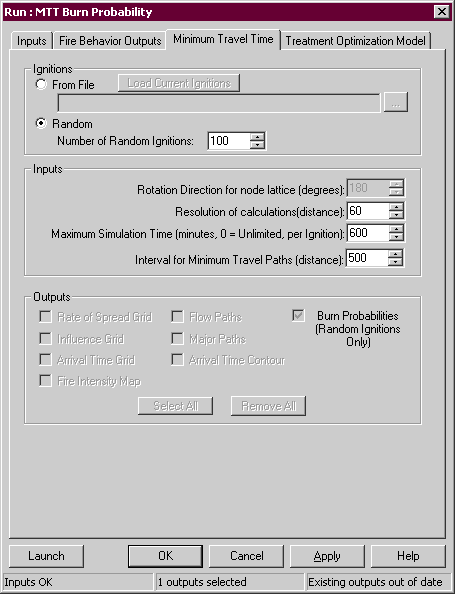 Run : MTT Burn Probability
Inputs
Fire Behavior Outputs
Minimum Travel Time
Treatment Optimization Model
Ignitions
From File
Load Current Ignitions
...
Random
Number of Random Ignitions: 100
Inputs
Rotation Direction for node lattice (degrees): 180
Resolution of calculations(distance): 60
Maximum Simulation Time (minutes, 0 = Unlimited, per Ignition): 600
Interval for Minimum Travel Paths (distance): 500
Outputs
Rate of Spread Grid
Flow Paths
Burn Probabilities
(Random Ignitions
Only)
Influence Grid
Major Paths
Arrival Time Grid
Arrival Time Contour
Fire Intensity Map
Select All
Remove All
Launch
OK
Cancel
Apply
Help
Inputs OK
1 outputs selected
Existing outputs out of date